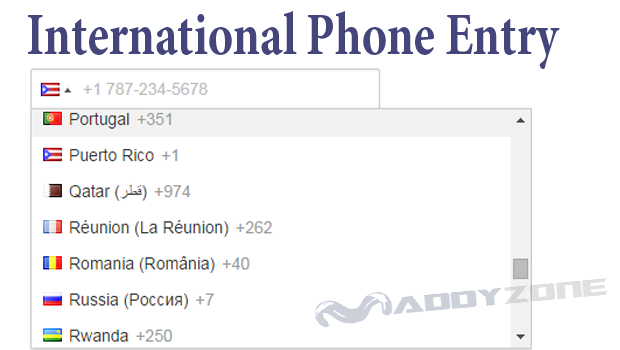 International Phone Entry
+1 787-234-5678
Portugal +351
Puerto Rico +1
Qatar (‫قطر‬‎) +974
Réunion (La Réunion) +262
Romania (România) +40
Russia (Россия) +7
Rwanda +250
MADDYZONE